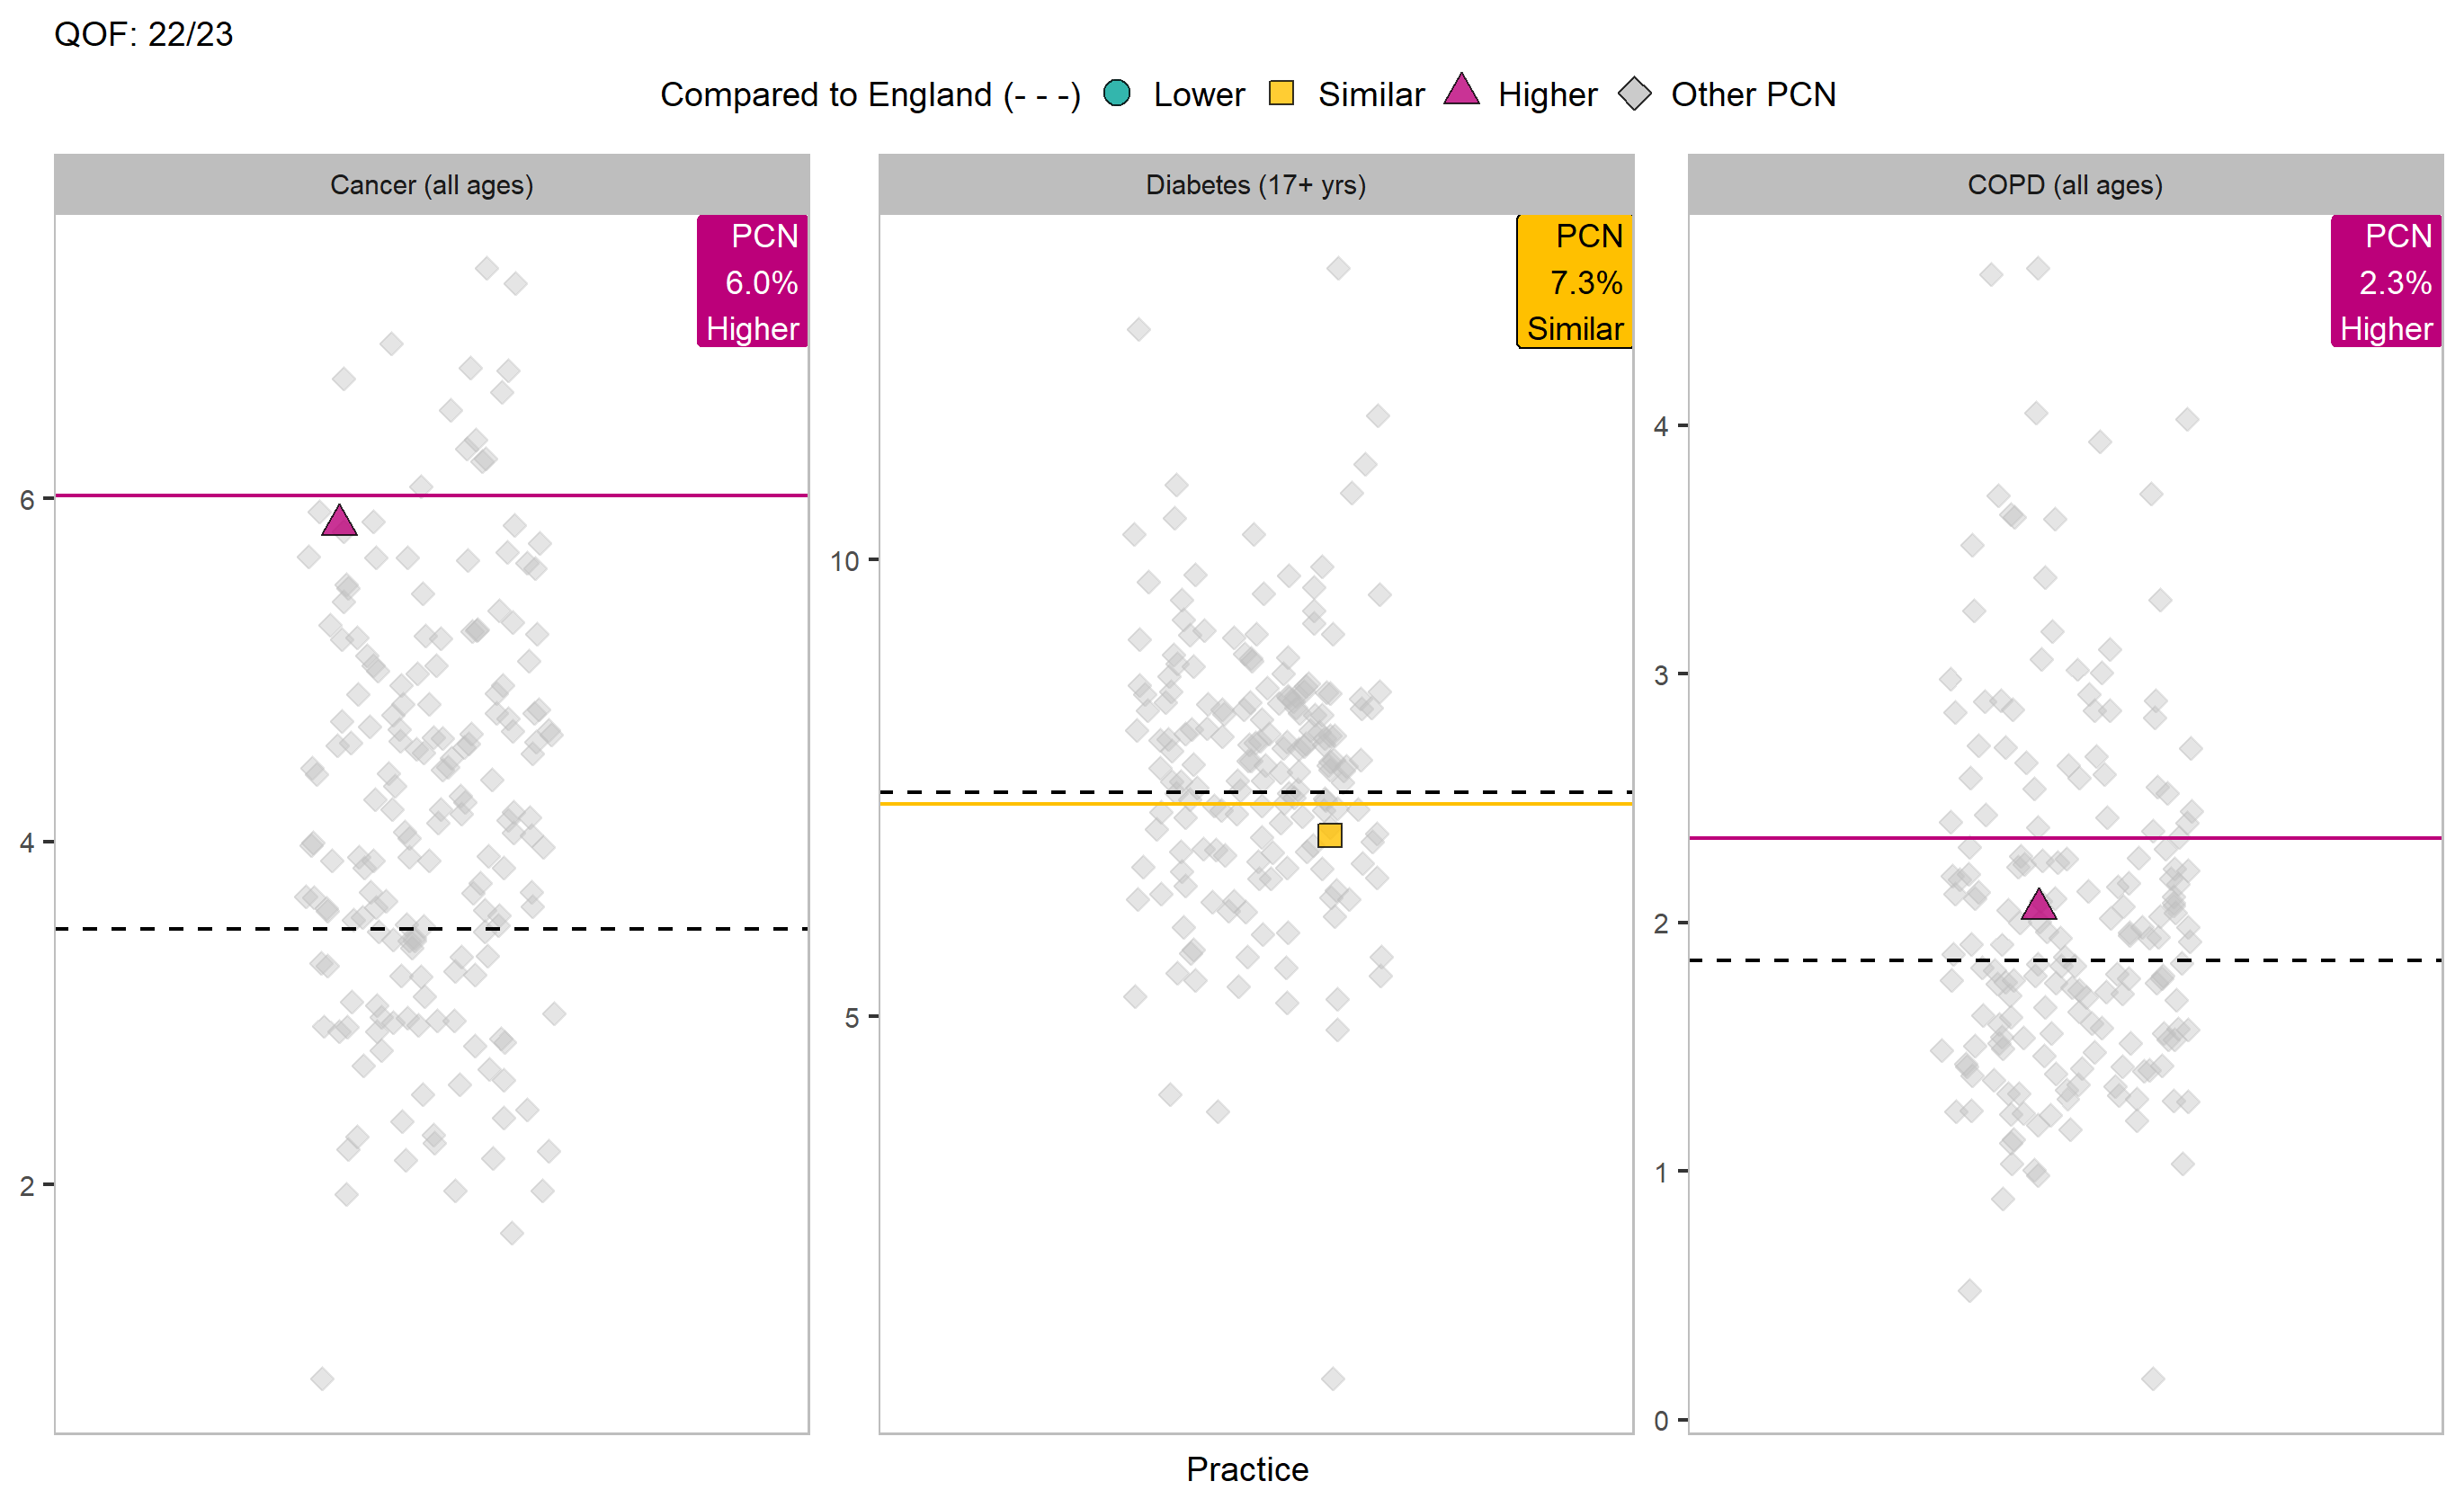 QOF: 22/23
Compared to England (- - -) Lower Similar Higher Other PCN
Cancer (all ages)
PCN
6.0%
Higher
6
4
2
Diabetes (17+ yrs)
PCN
7.3%
Similar
10
5
COPD (all ages)
PCN
2.3%
Higher
4
3
2
1
0
Practice